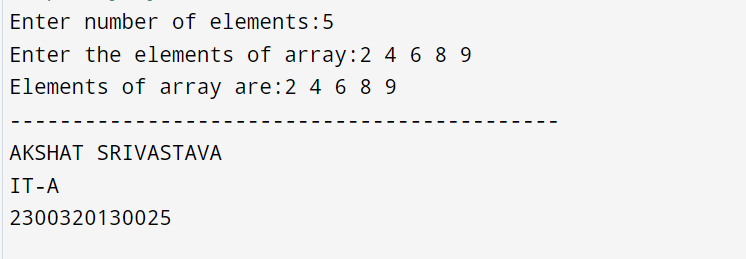 Enter number of elements:5
Enter the elements of array:2 4 6 8 9
Elements of array are:2 4 6 8 9
--------------------------------------------
AKSHAT SRIVASTAVA
IT-A
2300320130025